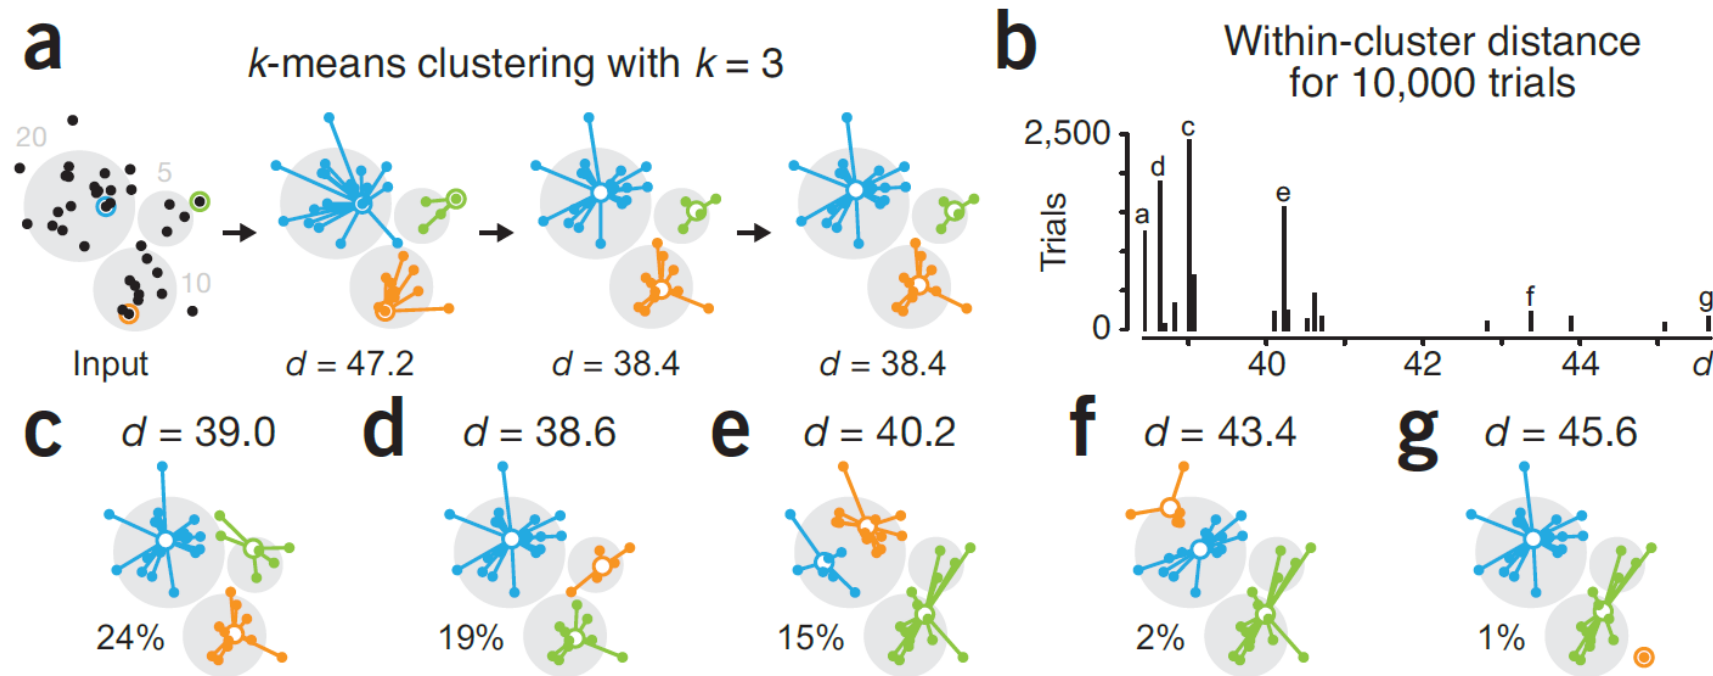 a
k-means clustering with k = 3
20
5
10
Input
d = 47.2
d = 38.4
d = 38.4
b
Within-cluster distance
for 10,000 trials
2,500
Trials
0
a
d
c
e
f
g
40
42
44
d
c
d = 39.0
24%
d
d = 38.6
19%
e
d = 40.2
15%
f
d = 43.4
2%
g
d = 45.6
1%